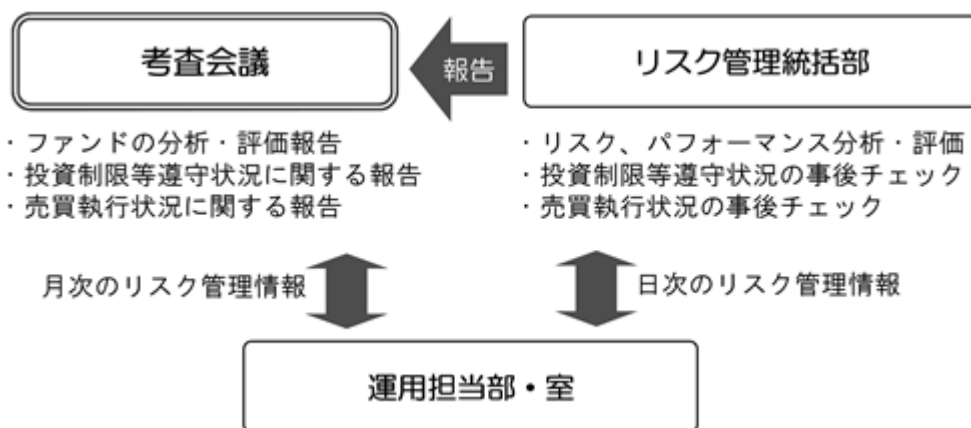 考査会議
報告
リスク管理統括部
・ファンドの分析・評価報告
・投資制限等遵守状況に関する報告
・売買執行状況に関する報告
・リスク、パフォーマンス分析・評価
・投資制限等遵守状況の事後チェック
・売買執行状況の事後チェック
月次のリスク管理情報
日次のリスク管理情報
運用担当部・室